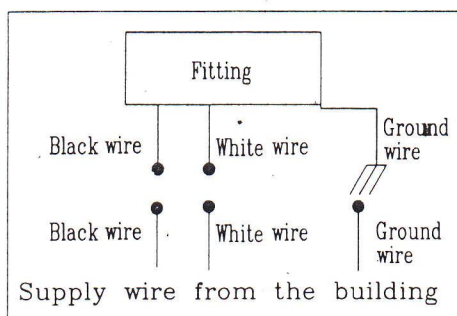 Fitting
Black wire
White wire
Ground
wire
Black wire
White wire
Ground
wire
Supply wire from the building